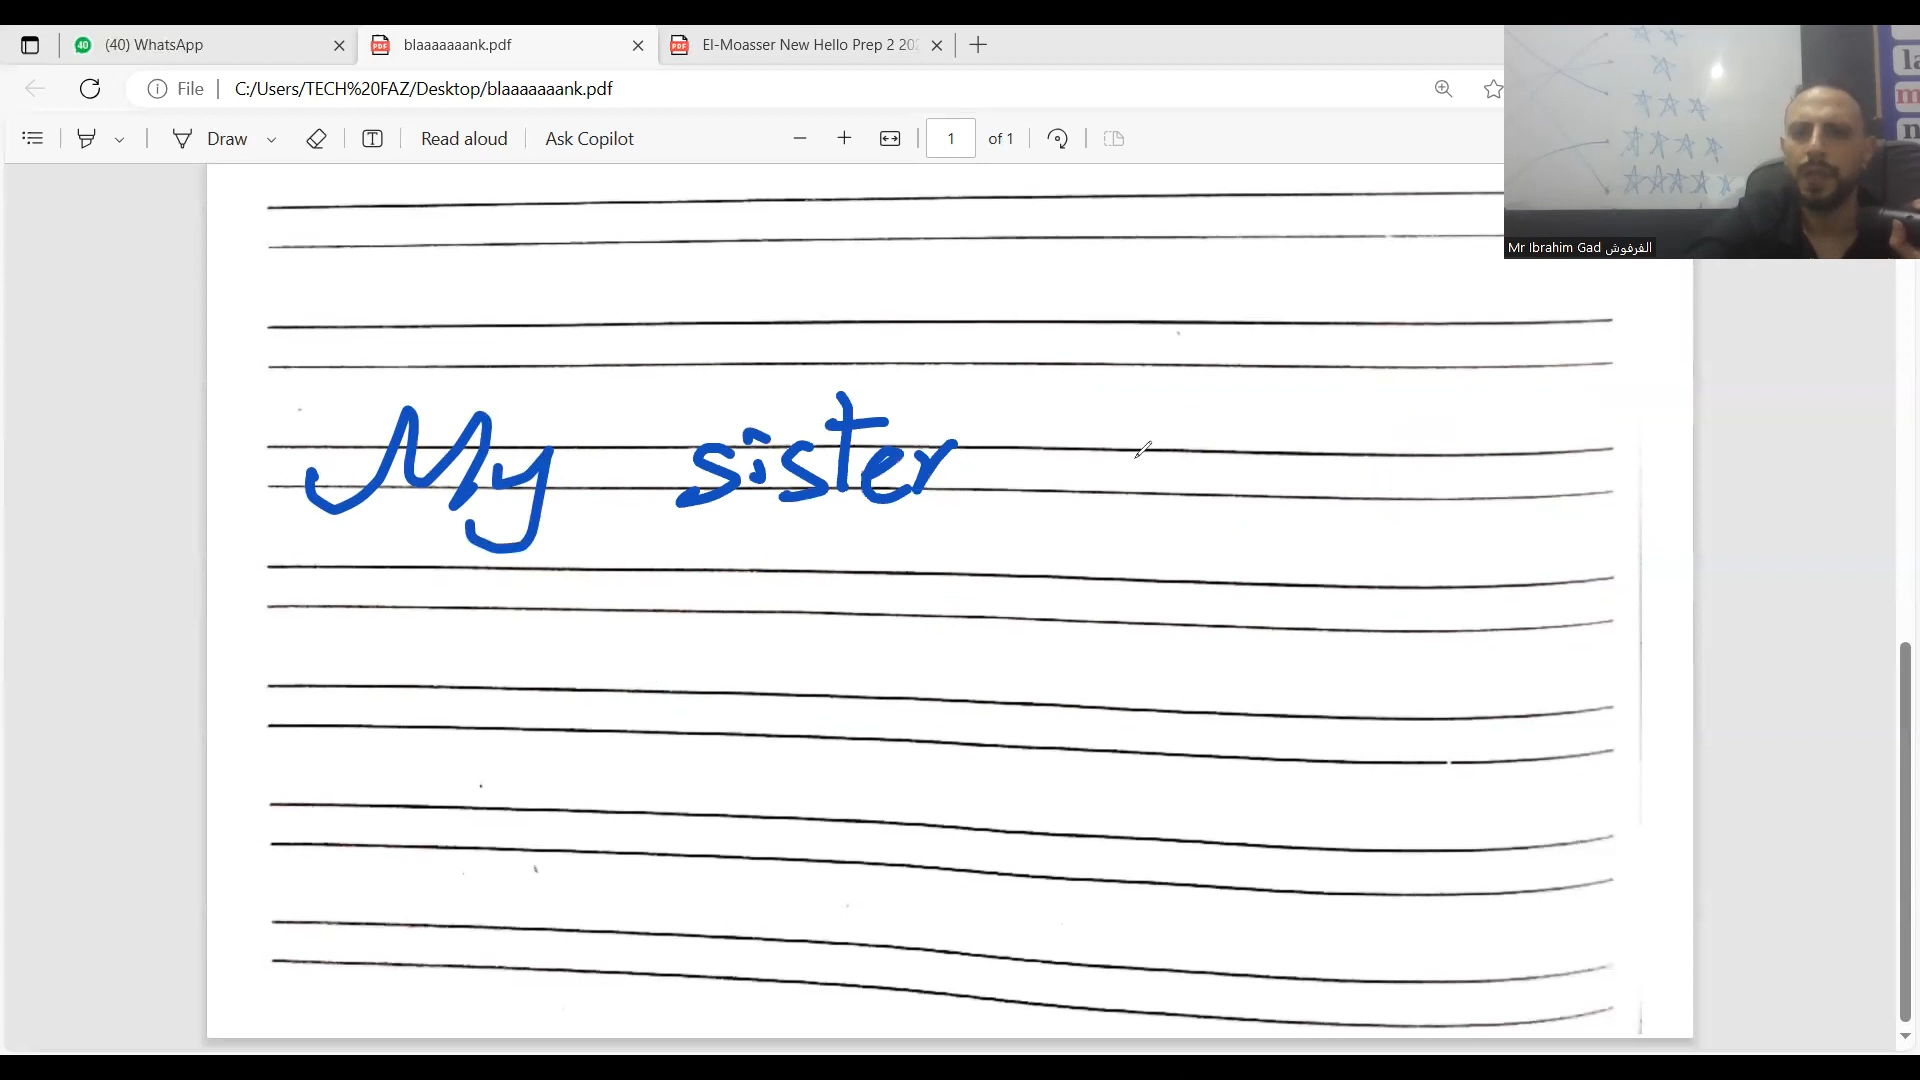 (40) WhatsApp
blaaaaaaank.pdf
El-Moasser New Hello Prep 2 202
File
C:/Users/TECH%20FAZ/Desktop/blaaaaaaank.pdf
Draw
Read aloud
Ask Copilot
1
of 1
Mr Ibrahim Gad الفرفوش
My sister